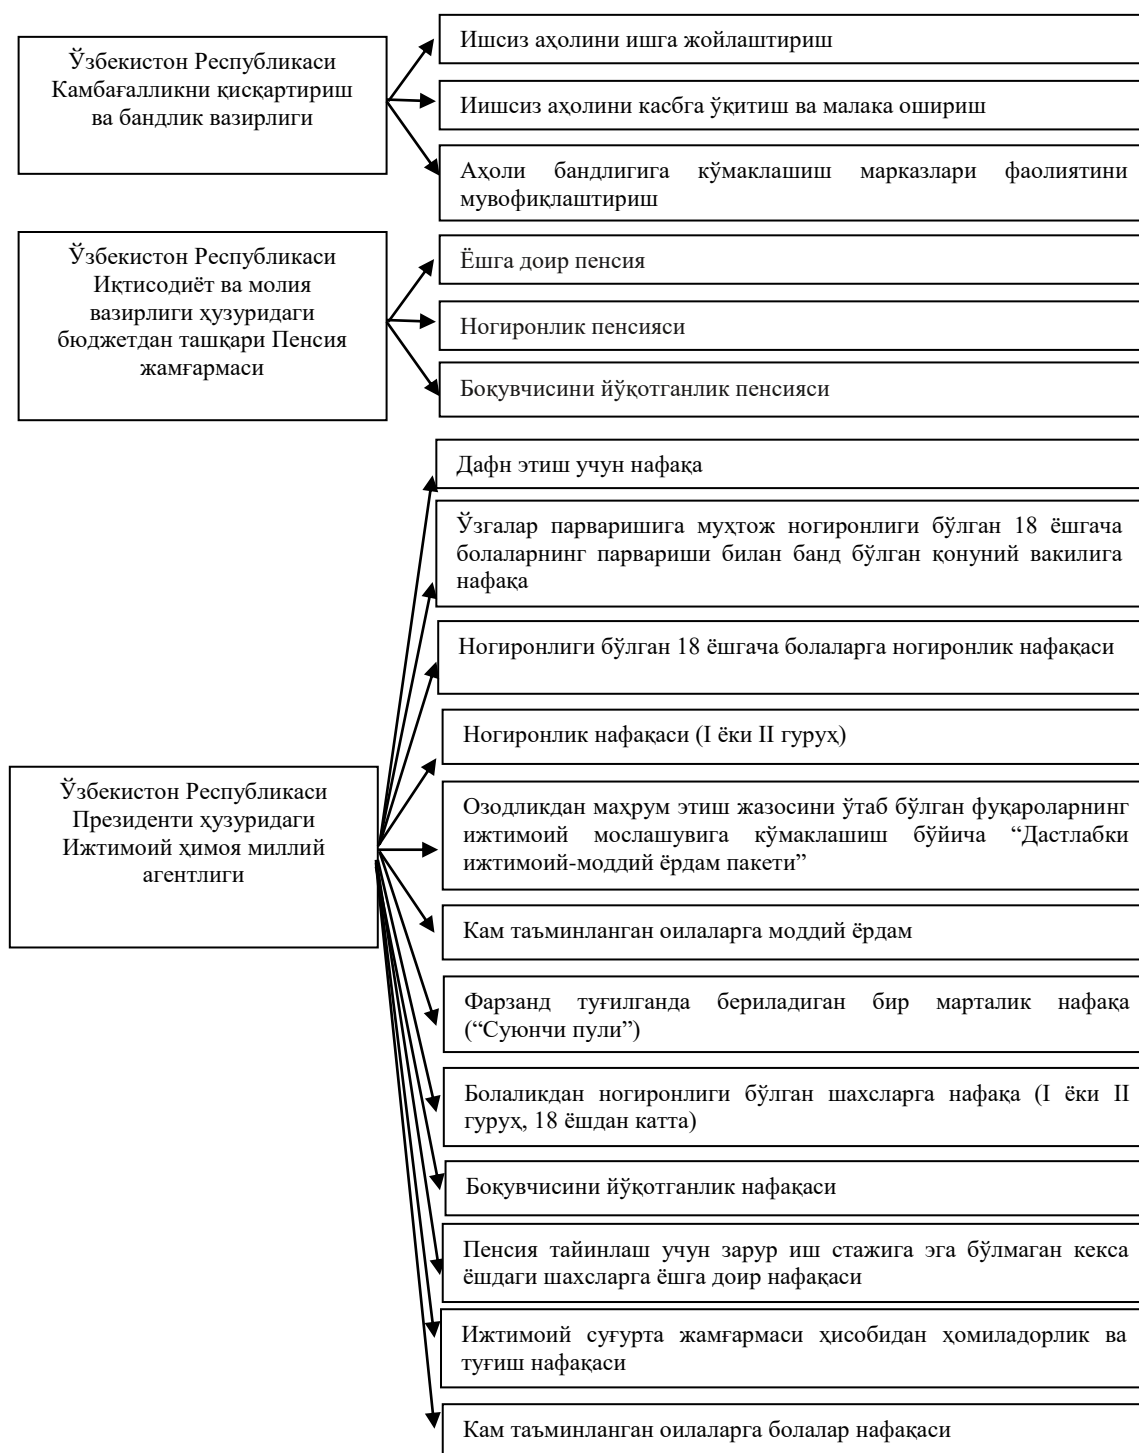 Ўзбекистон Республикаси
Камбағалликни қисқартириш
ва бандлик вазирлиги
Ишсиз аҳолини ишга жойлаштириш
Иишсиз аҳолини касбга ўқитиш ва малака ошириш
Аҳоли бандлигига кўмаклашиш марказлари фаолиятини
мувофиқлаштириш
Ўзбекистон Республикаси
Иқтисодиёт ва молия
вазирлиги ҳузуридаги
бюджетдан ташқари Пенсия
жамғармаси
Ёшга доир пенсия
Ногиронлик пенсияси
Боқувчисини йўқотганлик пенсияси
Ўзбекистон Республикаси
Президенти ҳузуридаги
Ижтимоий ҳимоя миллий
агентлиги
Дафн этиш учун нафақа
Ўзгалар парваришига муҳтож ногиронлиги бўлган 18 ёшгача
болаларнинг парвариши билан банд бўлган қонуний вакилига
нафақа
Ногиронлиги бўлган 18 ёшгача болаларга ногиронлик нафақаси
Ногиронлик нафақаси (I ёки II гуруҳ)
Озодликдан маҳрум этиш жазосини ўтаб бўлган фуқароларнинг
ижтимоий мослашувига кўмаклашиш бўйича “Дастлабки
ижтимоий-моддий ёрдам пакети”
Кам таъминланган оилаларга моддий ёрдам
Фарзанд туғилганда бериладиган бир марталик нафақа
(“Суюнчи пули”)
Болаликдан ногиронлиги бўлган шахсларга нафақа (I ёки II
гуруҳ, 18 ёшдан катта)
Боқувчисини йўқотганлик нафақаси
Пенсия тайинлаш учун зарур иш стажига эга бўлмаган кекса
ёшдаги шахсларга ёшга доир нафақаси
Ижтимоий суғурта жамғармаси ҳисобидан ҳомиладорлик ва
туғиш нафақаси
Кам таъминланган оилаларга болалар нафақаси